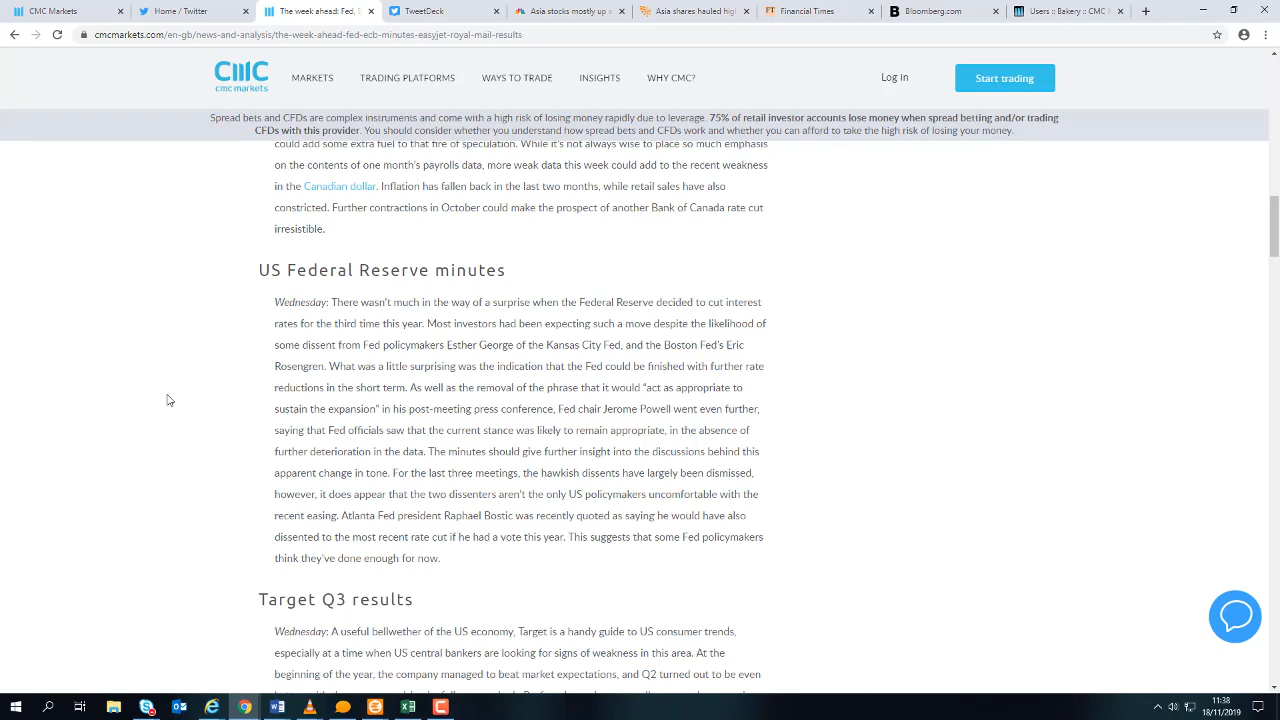 CMC Markets
Home / Twitter
The week ahead: Fed, E
TweetDeck
Asia stocks mostly up a
Asia shares hauled high
Financial Times
Bloomberg.com
Users :: Bakery :: CMC M
cmcmarkets.com/en-gb/news-and-analysis/the-week-ahead-fed-ecb-minutes-easyjet-royal-mail-results
cmc markets
MARKETS
TRADING PLATFORMS
WAYS TO TRADE
INSIGHTS
WHY CMC?
Log in
Start trading
Spread bets and CFDs are complex instruments and come with a high risk of losing money rapidly due to leverage. 75% of retail investor accounts lose money when spread betting and/or trading
CFDs with this provider. You should consider whether you understand how spread bets and CFDs work and whether you can afford to take the high risk of losing your money.
could add some extra fuel to that fire of speculation. While it's not always wise to place so much emphasis
on the contents of one month's payrolls data, more weak data this week could add to the recent weakness
in the Canadian dollar. Inflation has fallen back in the last two months, while retail sales have also
constricted. Further contractions in October could make the prospect of another Bank of Canada rate cut
irresistible.
US Federal Reserve minutes
Wednesday: There wasn't much in the way of a surprise when the Federal Reserve decided to cut interest
rates for the third time this year. Most investors had been expecting such a move despite the likelihood of
some dissent from Fed policymakers Esther George of the Kansas City Fed, and the Boston Fed's Eric
Rosengren. What was a little surprising was the indication that the Fed could be finished with further rate
reductions in the short term. As well as the removal of the phrase that it would “act as appropriate to
sustain the expansion” in his post-meeting press conference, Fed chair Jerome Powell went even further,
saying that Fed officials saw that the current stance was likely to remain appropriate, in the absence of
further deterioration in the data. The minutes should give further insight into the discussions behind this
apparent change in tone. For the last three meetings, the hawkish dissents have largely been dismissed,
however, it does appear that the two dissenters aren't the only US policymakers uncomfortable with the
recent easing. Atlanta Fed president Raphael Bostic was recently quoted as saying he would have also
dissented to the most recent rate cut if he had a vote this year. This suggests that some Fed policymakers
think they've done enough for now.
Target Q3 results
Wednesday: A useful bellwether of the US economy, Target is a handy guide to US consumer trends,
especially at a time when US central bankers are looking for signs of weakness in this area. At the
beginning of the year, the company managed to beat market expectations, and Q2 turned out to be even
11:38
18/11/2019